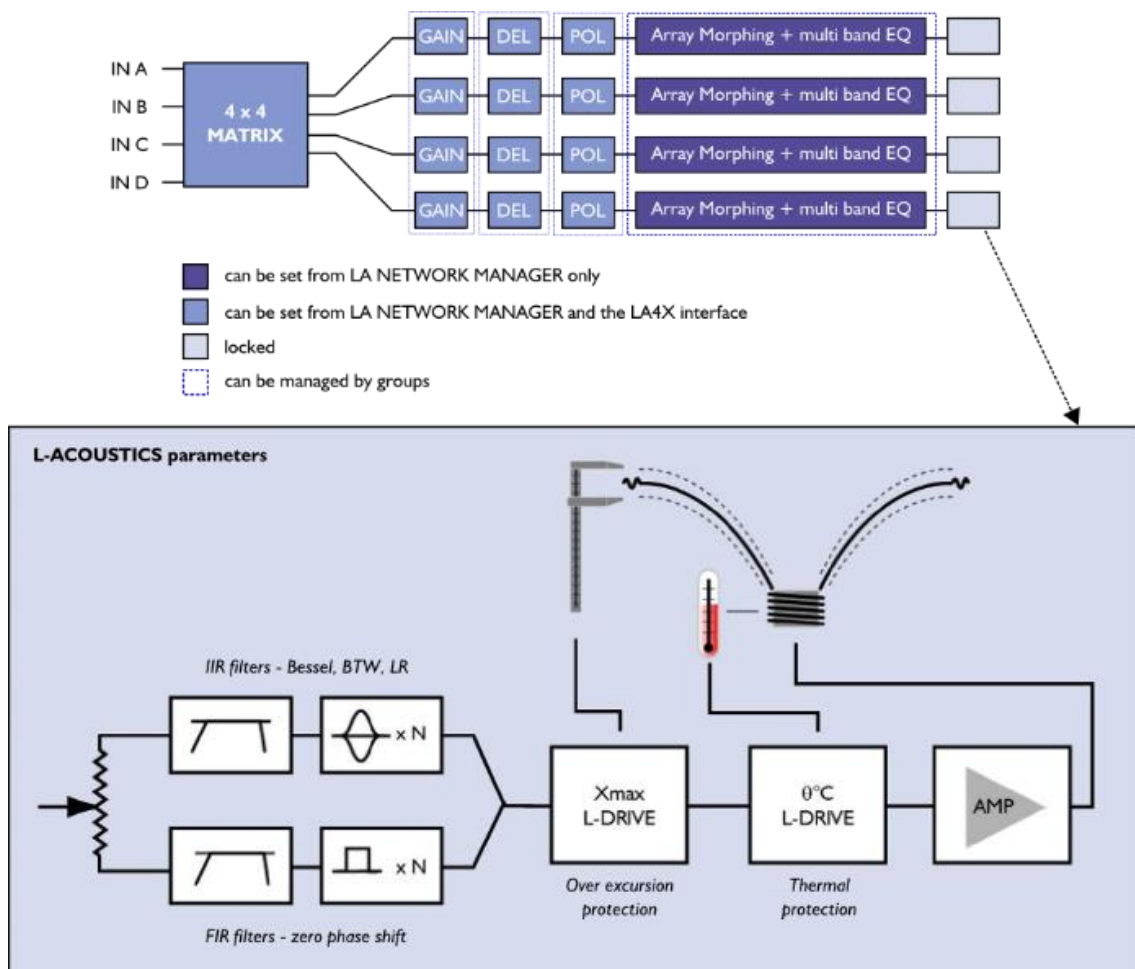 GAIN DEL POL Array Morphing + multi band EQ
IN A
IN B
IN C
IN D
4 x 4
MATRIX
GAIN DEL POL Array Morphing + multi band EQ
GAIN DEL POL Array Morphing + multi band EQ
GAIN DEL POL Array Morphing + multi band EQ
can be set from LA NETWORK MANAGER only
can be set from LA NETWORK MANAGER and the LA4X interface
locked
can be managed by groups
L-ACOUSTICS parameters
IIR filters - Bessel, BTW, LR
x N
x N
FIR filters - zero phase shift
Xmax
L-DRIVE
Over excursion
protection
θ°C
L-DRIVE
Thermal
protection
AMP